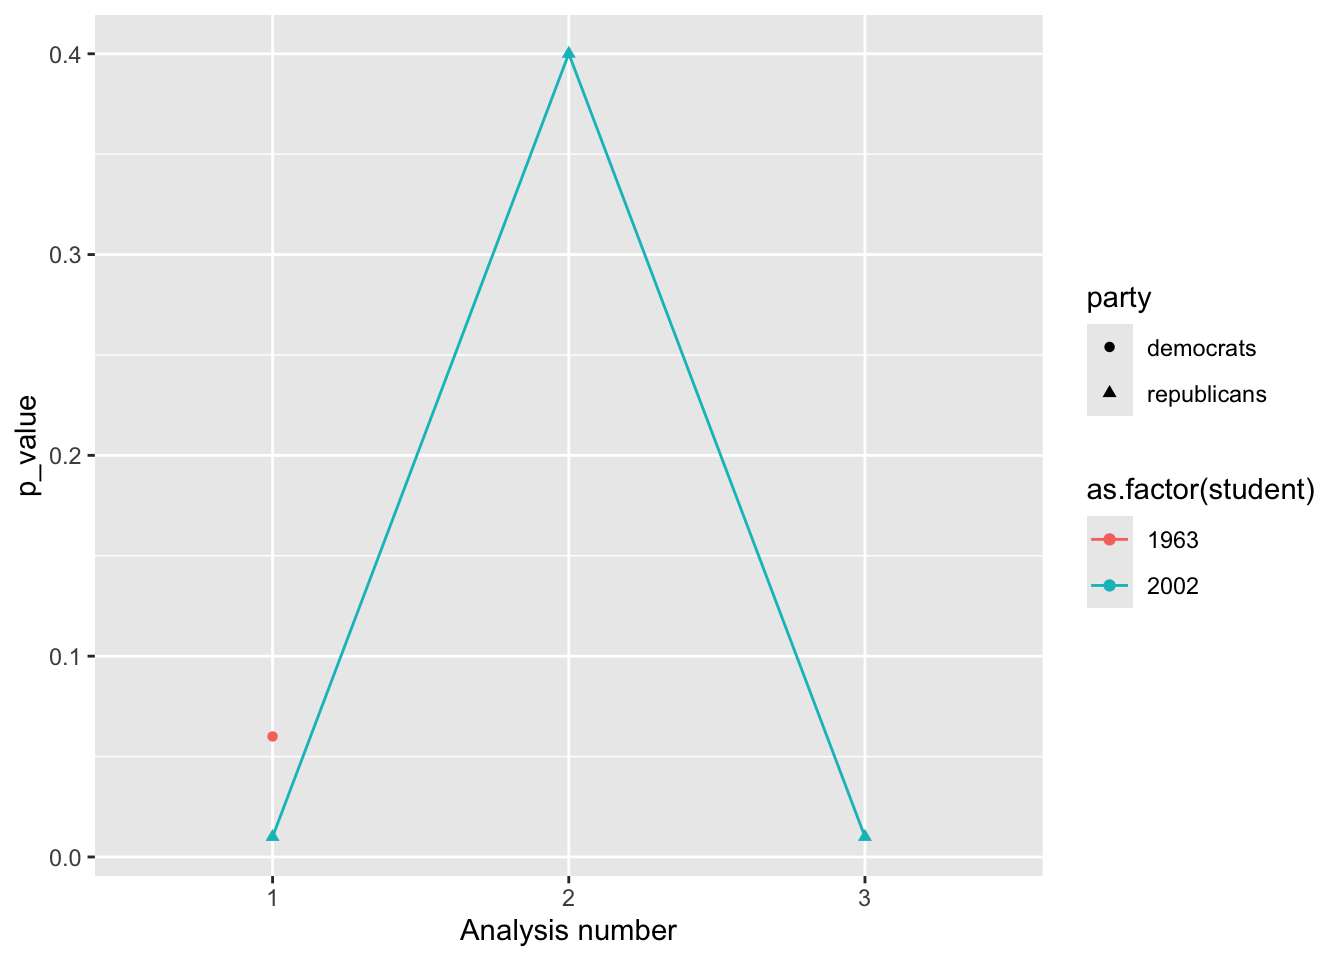 0.4
0.3
0.2
0.1
0.0
p_value
1 2 3
Analysis number
party
democrats
republicans
as.factor(student)
1963
2002